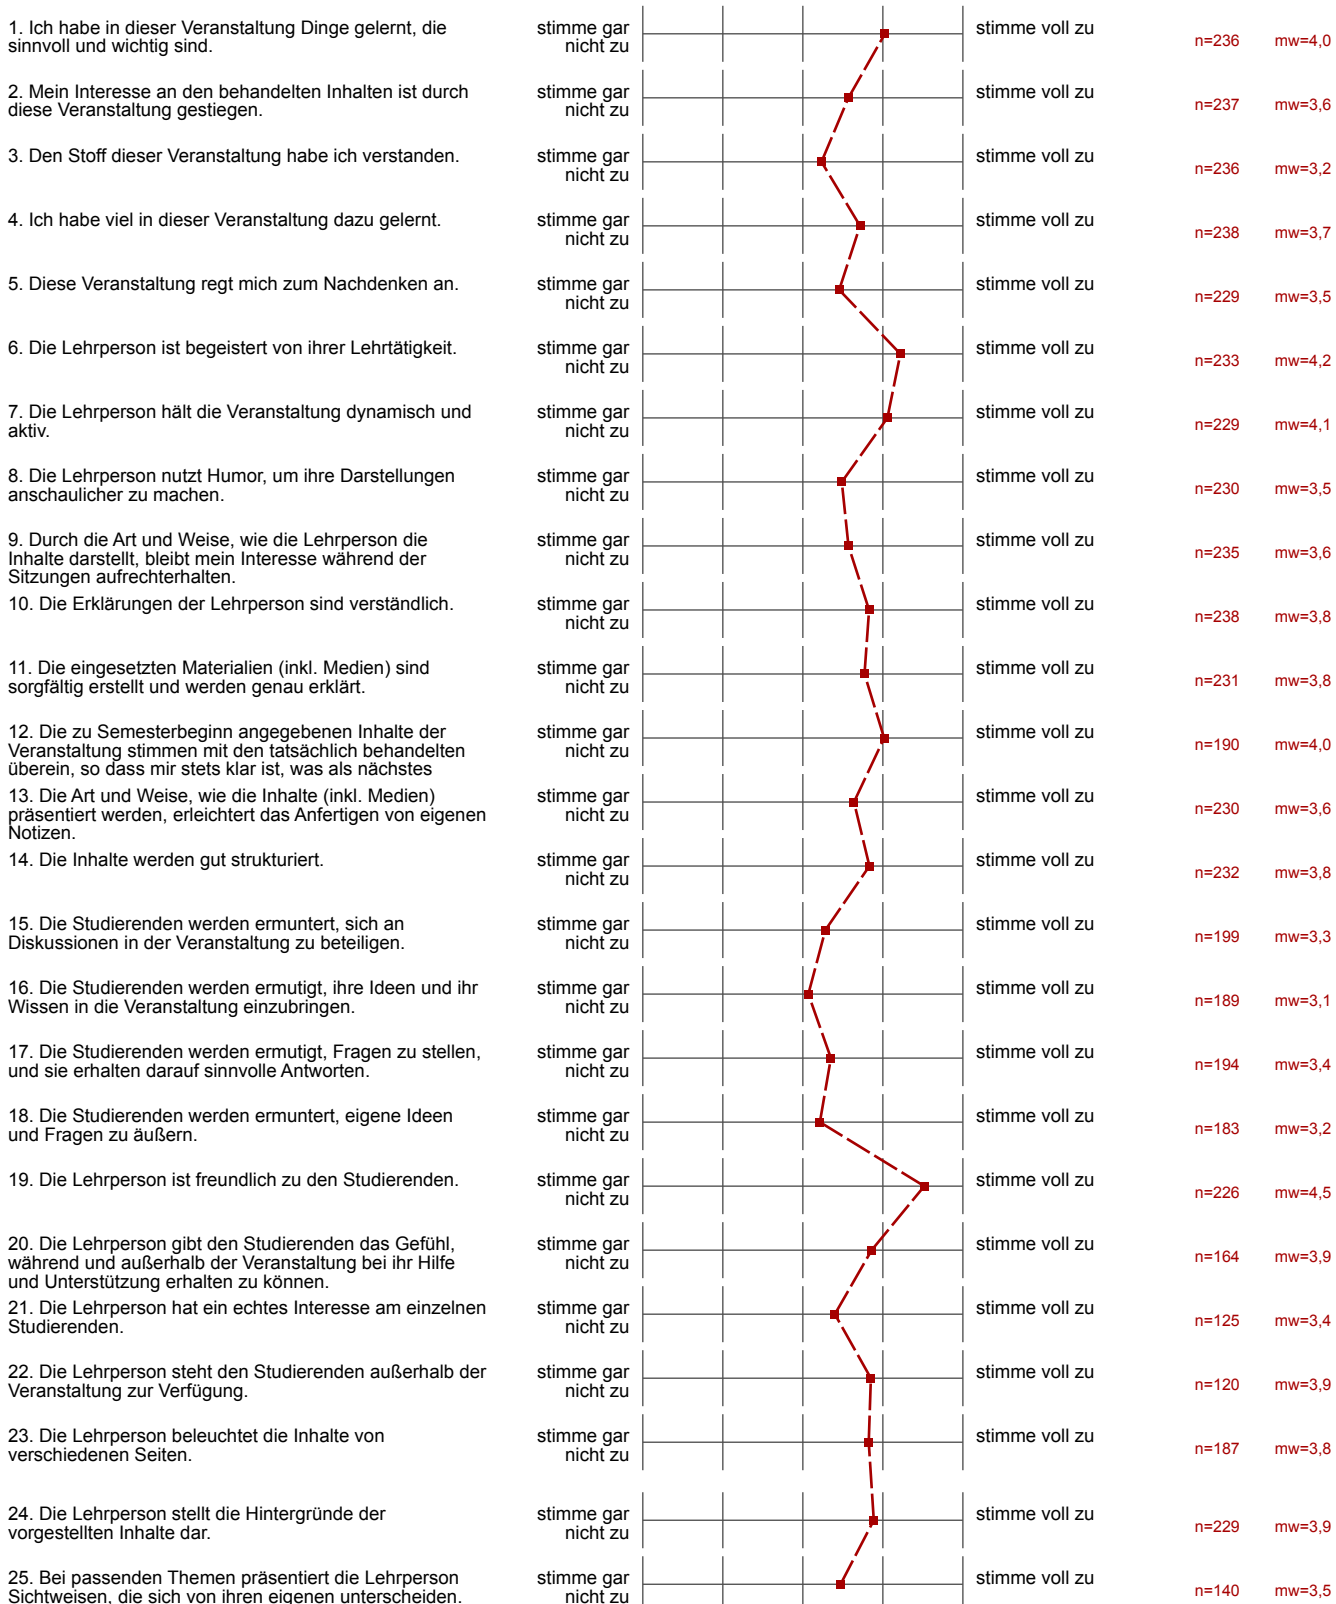 1. Ich habe in dieser Veranstaltung Dinge gelernt, die
sinnvoll und wichtig sind.
stimme gar
nicht zu
stimme voll zu
n=236 mw=4,0
2. Mein Interesse an den behandelten Inhalten ist durch
diese Veranstaltung gestiegen.
stimme gar
nicht zu
stimme voll zu
n=237 mw=3,6
3. Den Stoff dieser Veranstaltung habe ich verstanden.
stimme gar
nicht zu
stimme voll zu
n=236 mw=3,2
4. Ich habe viel in dieser Veranstaltung dazu gelernt.
stimme gar
nicht zu
stimme voll zu
n=238 mw=3,7
5. Diese Veranstaltung regt mich zum Nachdenken an.
stimme gar
nicht zu
stimme voll zu
n=229 mw=3,5
6. Die Lehrperson ist begeistert von ihrer Lehrtätigkeit.
stimme gar
nicht zu
stimme voll zu
n=233 mw=4,2
7. Die Lehrperson hält die Veranstaltung dynamisch und
aktiv.
stimme gar
nicht zu
stimme voll zu
n=229 mw=4,1
8. Die Lehrperson nutzt Humor, um ihre Darstellungen
anschaulicher zu machen.
stimme gar
nicht zu
stimme voll zu
n=230 mw=3,5
9. Durch die Art und Weise, wie die Lehrperson die
Inhalte darstellt, bleibt mein Interesse während der
Sitzungen aufrechterhalten.
stimme gar
nicht zu
stimme voll zu
n=235 mw=3,6
10. Die Erklärungen der Lehrperson sind verständlich.
stimme gar
nicht zu
stimme voll zu
n=238 mw=3,8
11. Die eingesetzten Materialien (inkl. Medien) sind
sorgfältig erstellt und werden genau erklärt.
stimme gar
nicht zu
stimme voll zu
n=231 mw=3,8
12. Die zu Semesterbeginn angegebenen Inhalte der
Veranstaltung stimmen mit den tatsächlich behandelten
überein, so dass mir stets klar ist, was als nächstes
stimme gar
nicht zu
stimme voll zu
n=190 mw=4,0
13. Die Art und Weise, wie die Inhalte (inkl. Medien)
präsentiert werden, erleichtert das Anfertigen von eigenen
Notizen.
stimme gar
nicht zu
stimme voll zu
n=230 mw=3,6
14. Die Inhalte werden gut strukturiert.
stimme gar
nicht zu
stimme voll zu
n=232 mw=3,8
15. Die Studierenden werden ermuntert, sich an
Diskussionen in der Veranstaltung zu beteiligen.
stimme gar
nicht zu
stimme voll zu
n=199 mw=3,3
16. Die Studierenden werden ermutigt, ihre Ideen und ihr
Wissen in die Veranstaltung einzubringen.
stimme gar
nicht zu
stimme voll zu
n=189 mw=3,1
17. Die Studierenden werden ermutigt, Fragen zu stellen,
und sie erhalten darauf sinnvolle Antworten.
stimme gar
nicht zu
stimme voll zu
n=194 mw=3,4
18. Die Studierenden werden ermuntert, eigene Ideen
und Fragen zu äußern.
stimme gar
nicht zu
stimme voll zu
n=183 mw=3,2
19. Die Lehrperson ist freundlich zu den Studierenden.
stimme gar
nicht zu
stimme voll zu
n=226 mw=4,5
20. Die Lehrperson gibt den Studierenden das Gefühl,
während und außerhalb der Veranstaltung bei ihr Hilfe
und Unterstützung erhalten zu können.
stimme gar
nicht zu
stimme voll zu
n=164 mw=3,9
21. Die Lehrperson hat ein echtes Interesse am einzelnen
Studierenden.
stimme gar
nicht zu
stimme voll zu
n=125 mw=3,4
22. Die Lehrperson steht den Studierenden außerhalb der
Veranstaltung zur Verfügung.
stimme gar
nicht zu
stimme voll zu
n=120 mw=3,9
23. Die Lehrperson beleuchtet die Inhalte von
verschiedenen Seiten.
stimme gar
nicht zu
stimme voll zu
n=187 mw=3,8
24. Die Lehrperson stellt die Hintergründe der
vorgestellten Inhalte dar.
stimme gar
nicht zu
stimme voll zu
n=229 mw=3,9
25. Bei passenden Themen präsentiert die Lehrperson
Sichtweisen, die sich von ihren eigenen unterscheiden.
stimme gar
nicht zu
stimme voll zu
n=140 mw=3,5